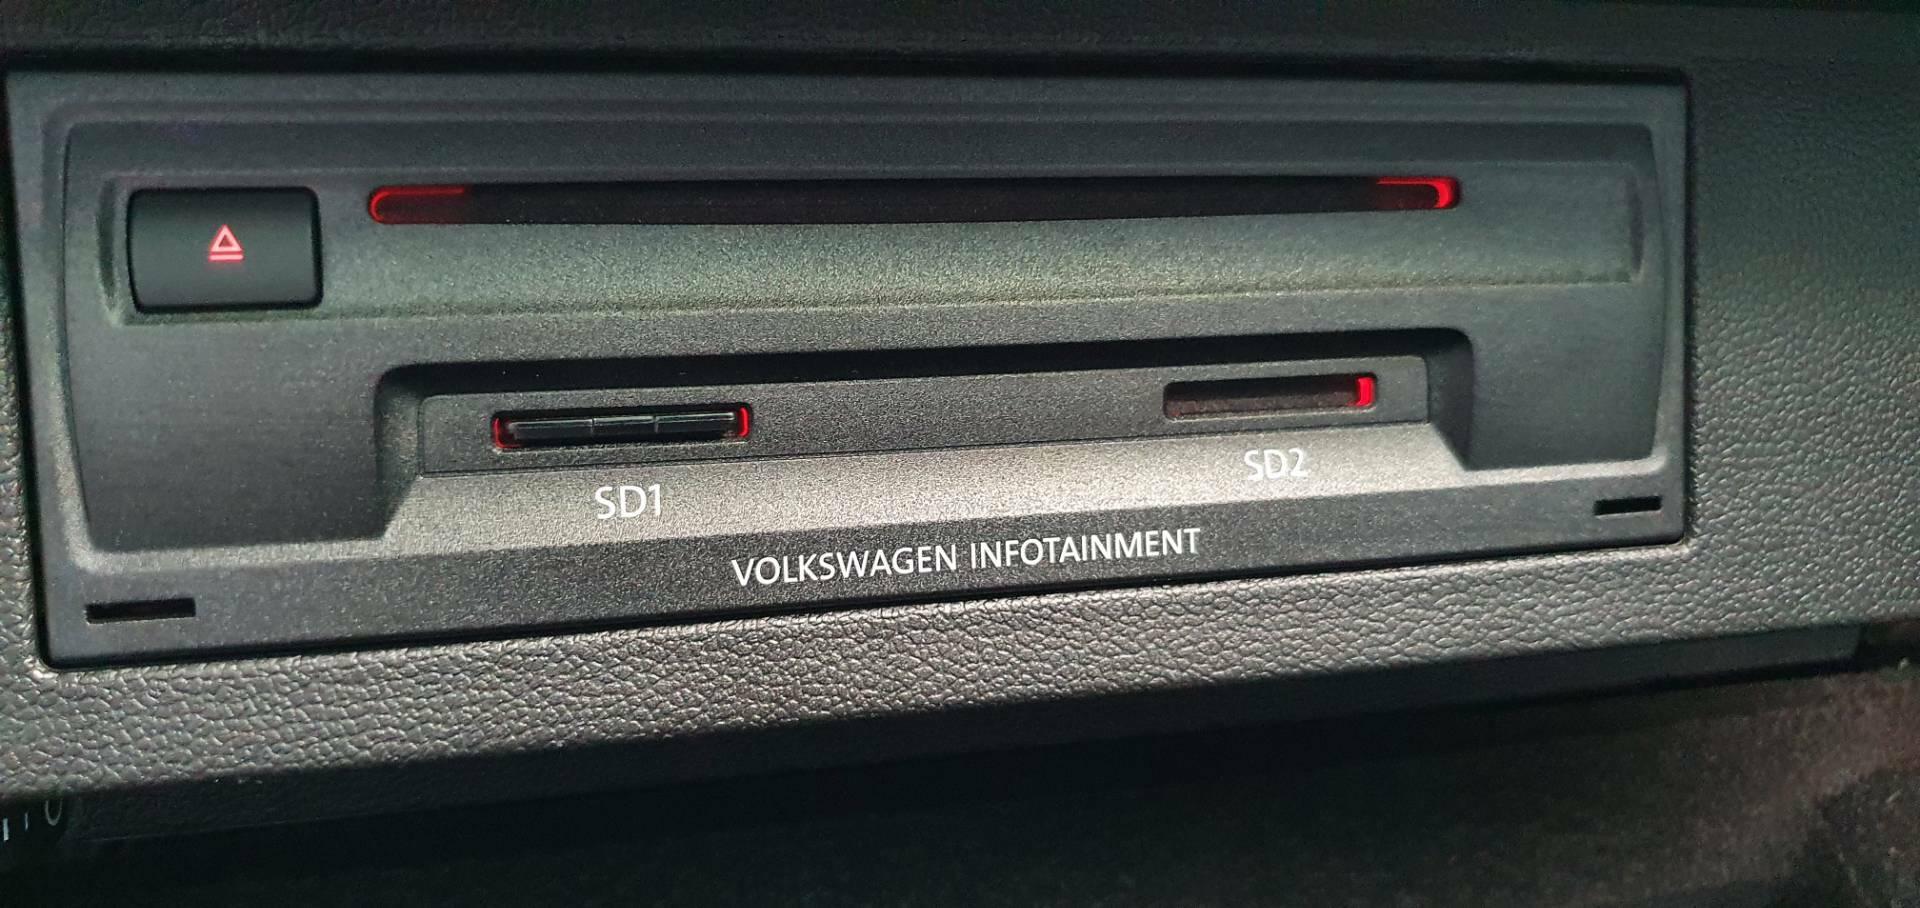 SD1
SD2
VOLKSWAGEN INFOTAINMENT